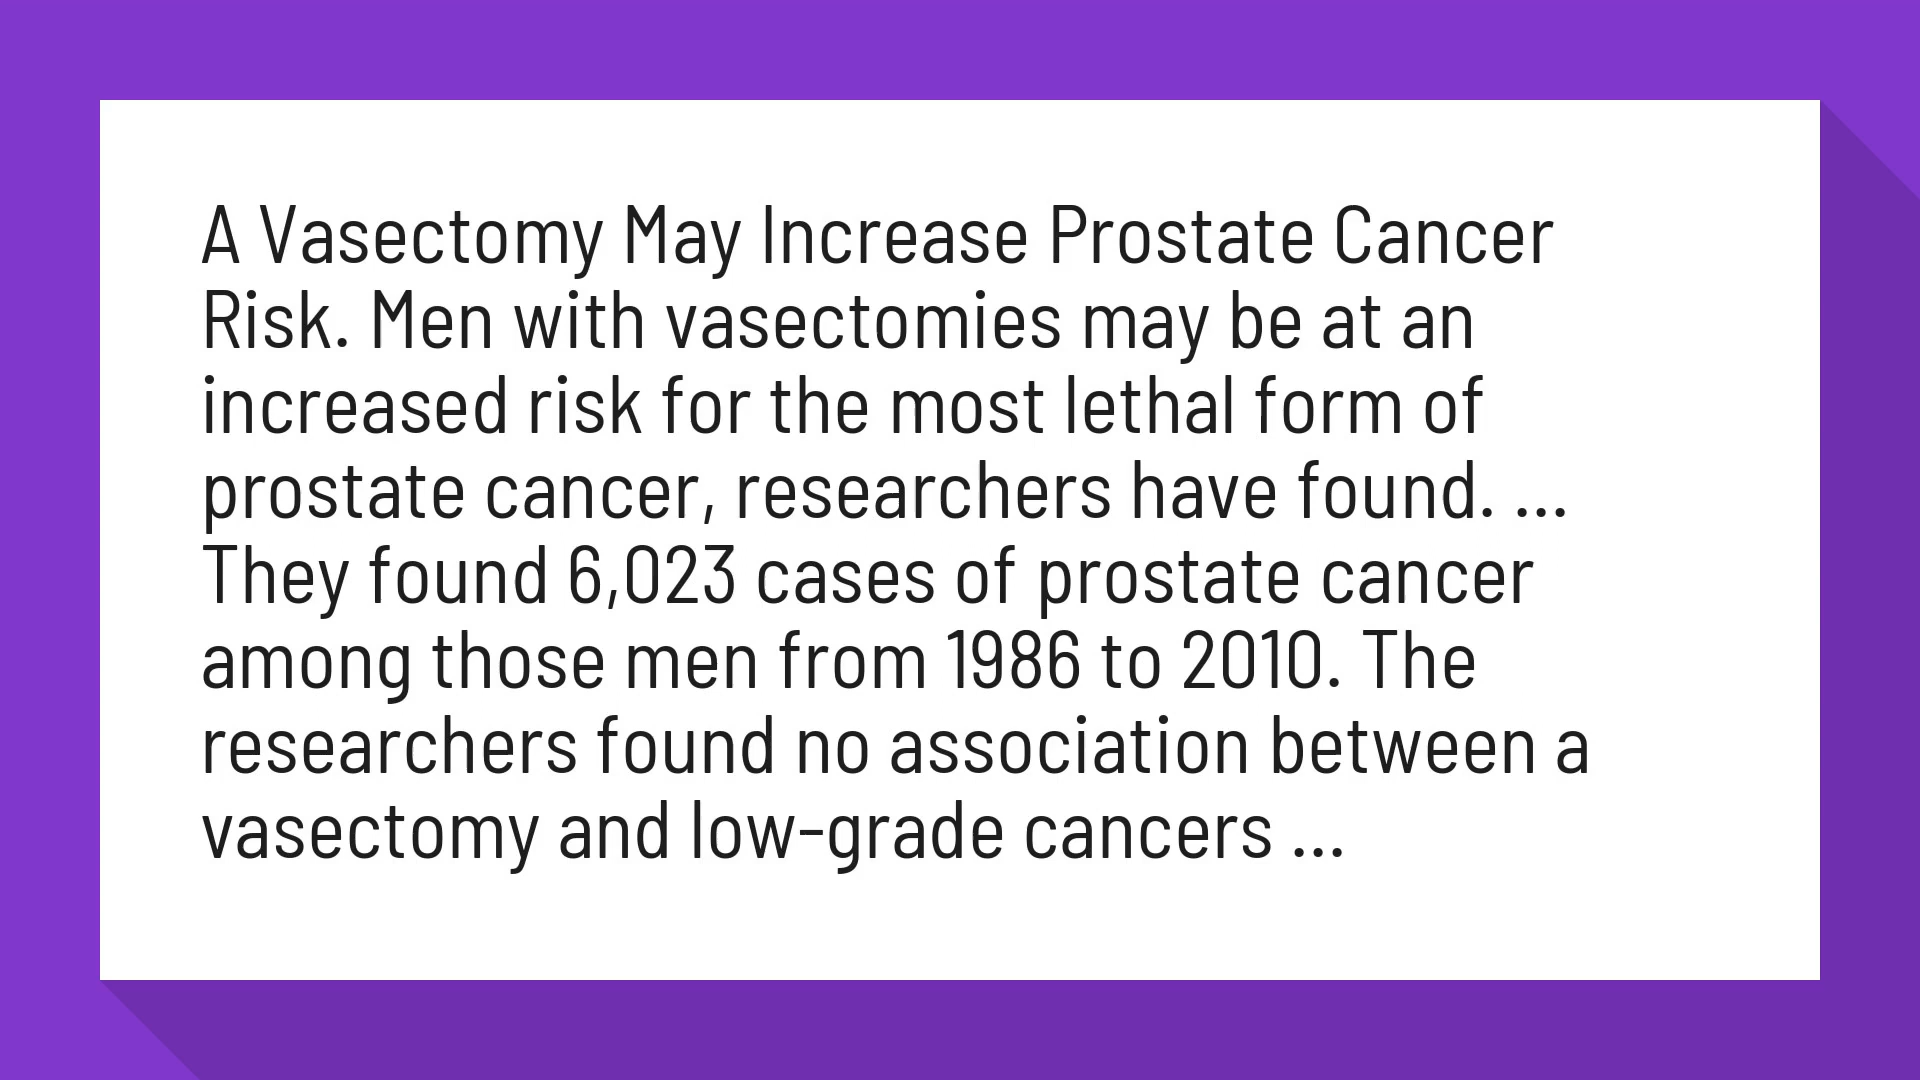 A Vasectomy May Increase Prostate Cancer
Risk. Men with vasectomies may be at an
increased risk for the most lethal form of
prostate cancer, researchers have found. ...
They found 6,023 cases of prostate cancer
among those men from 1986 to 2010. The
researchers found no association between a
vasectomy and low-grade cancers ...